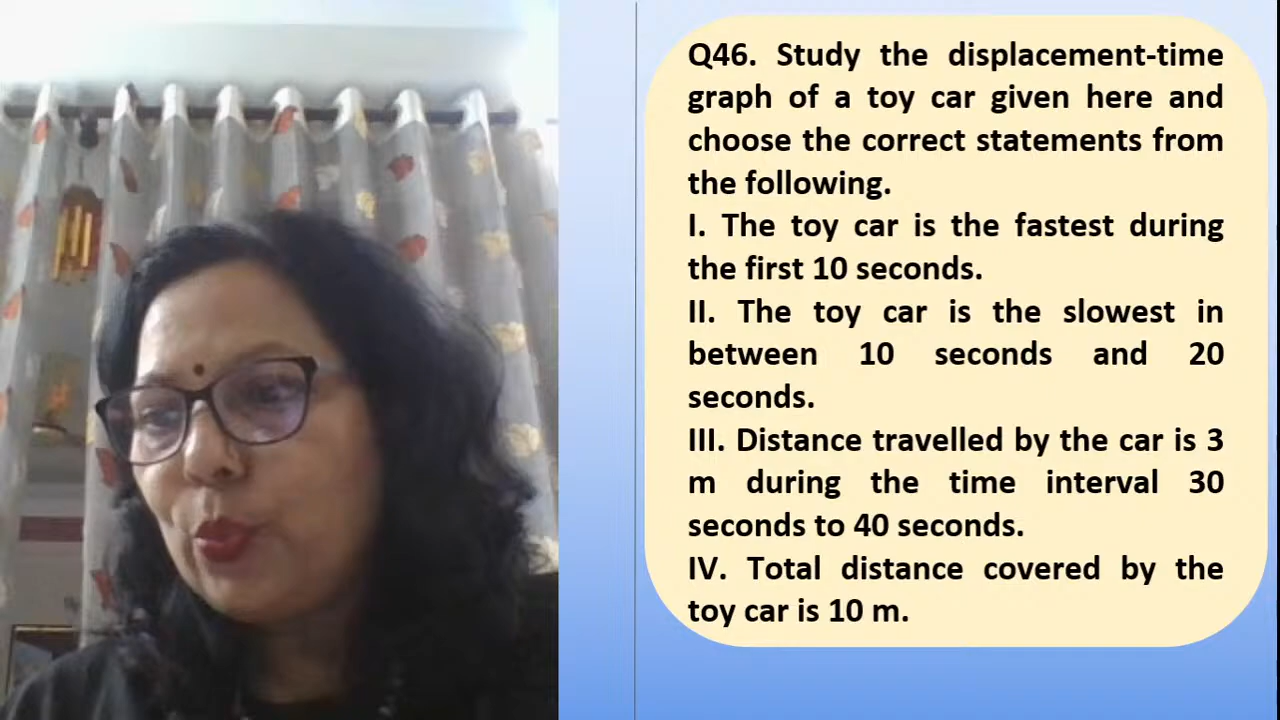 Q46. Study the displacement-time
graph of a toy car given here and
choose the correct statements from
the following.
I. The toy car is the fastest during
the first 10 seconds.
II. The toy car is the slowest in
between 10 seconds and 20
seconds.
III. Distance travelled by the car is 3
m during the time interval 30
seconds to 40 seconds.
IV. Total distance covered by the
toy car is 10 m.